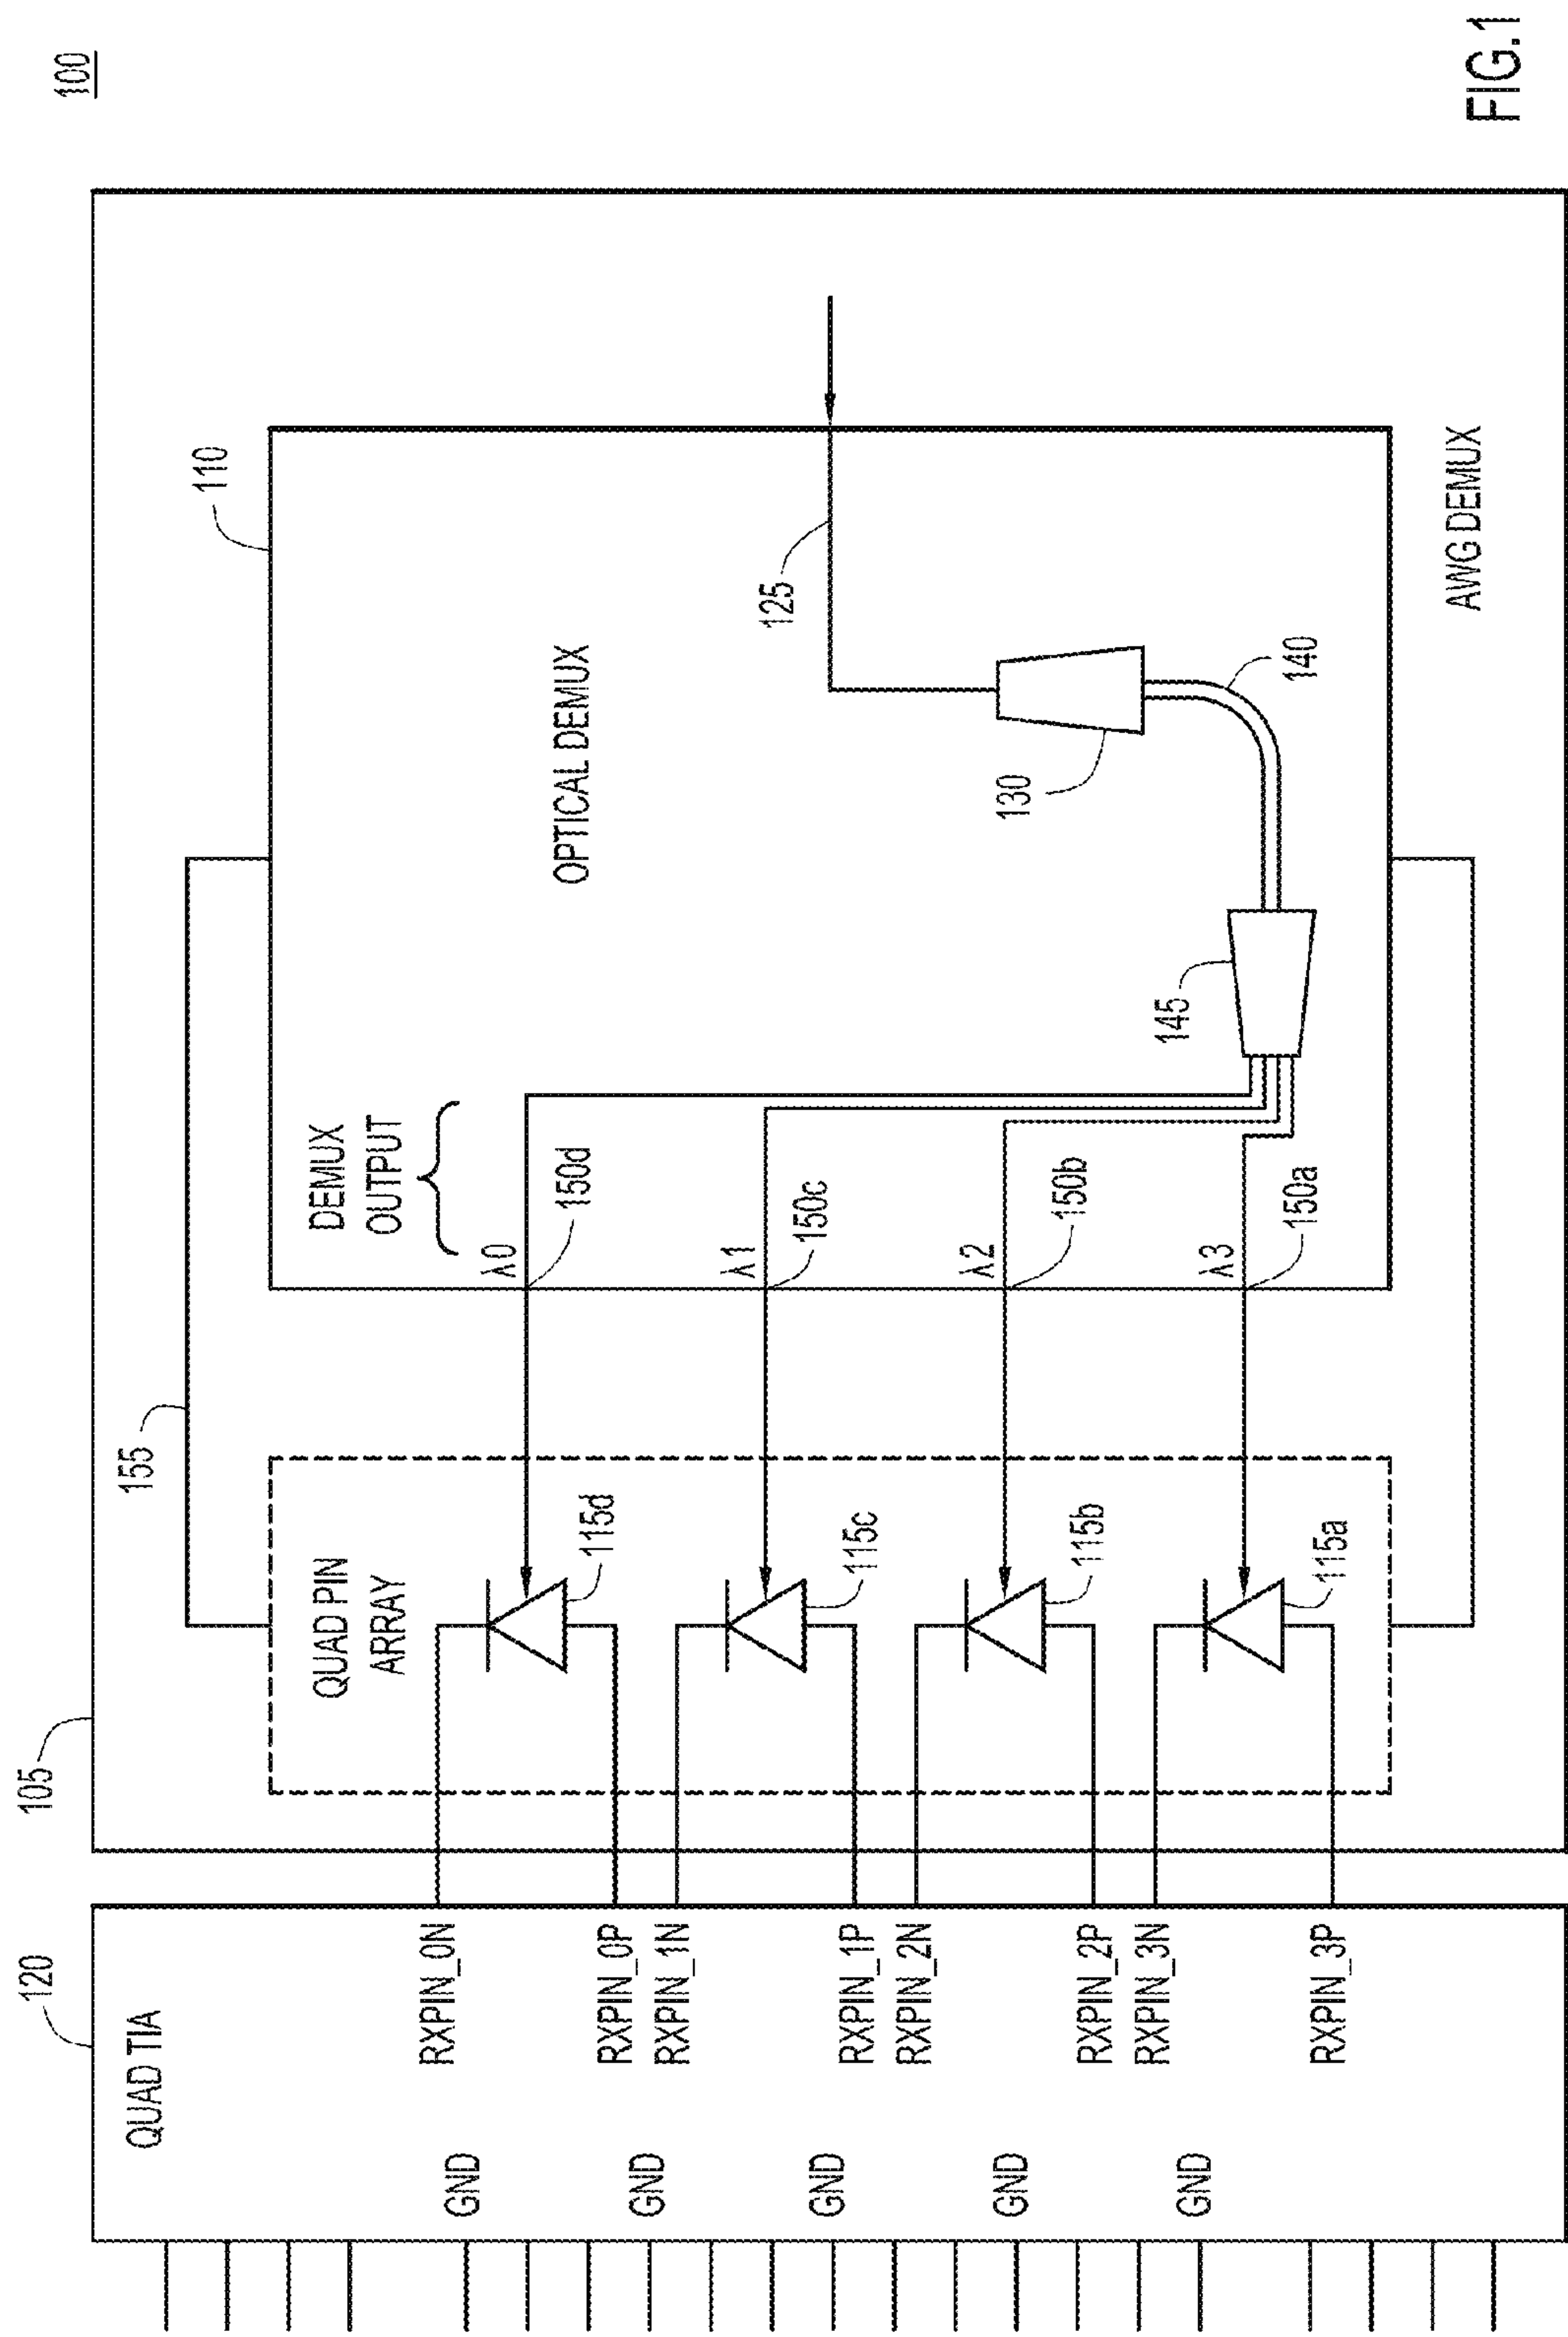 100
105
120
155
110
QUAD TIA
QUAD PIN
ARRAY
DEMUX
OUTPUT
OPTICAL DEMUX
RXPIN_0N
RXPIN_0P
RXPIN_1N
RXPIN_1P
RXPIN_2N
RXPIN_2P
RXPIN_3N
RXPIN_3P
GND
GND
GND
GND
GND
115d
115c
115b
115a
λ0
λ1
λ2
λ3
150d
150c
150b
150a
125
130
140
145
AWG DEMUX
FIG.1